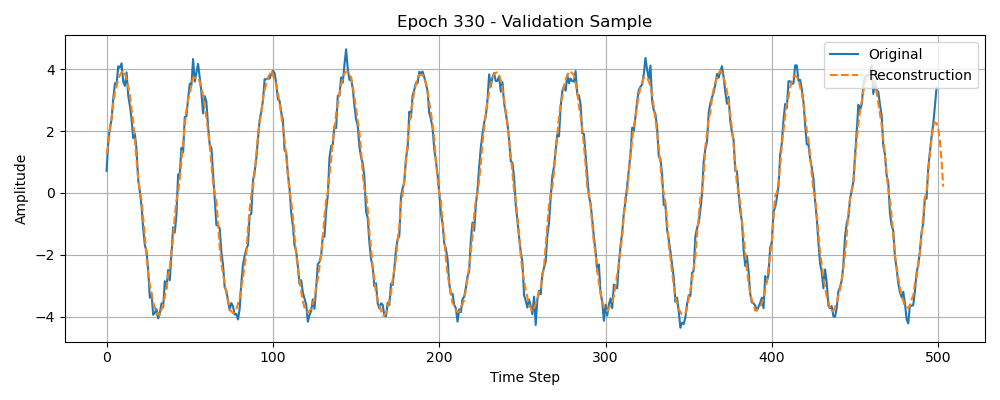 Epoch 330 - Validation Sample
Original
Reconstruction
Amplitude
4
2
0
−2
−4
0 100 200 300 400 500
Time Step